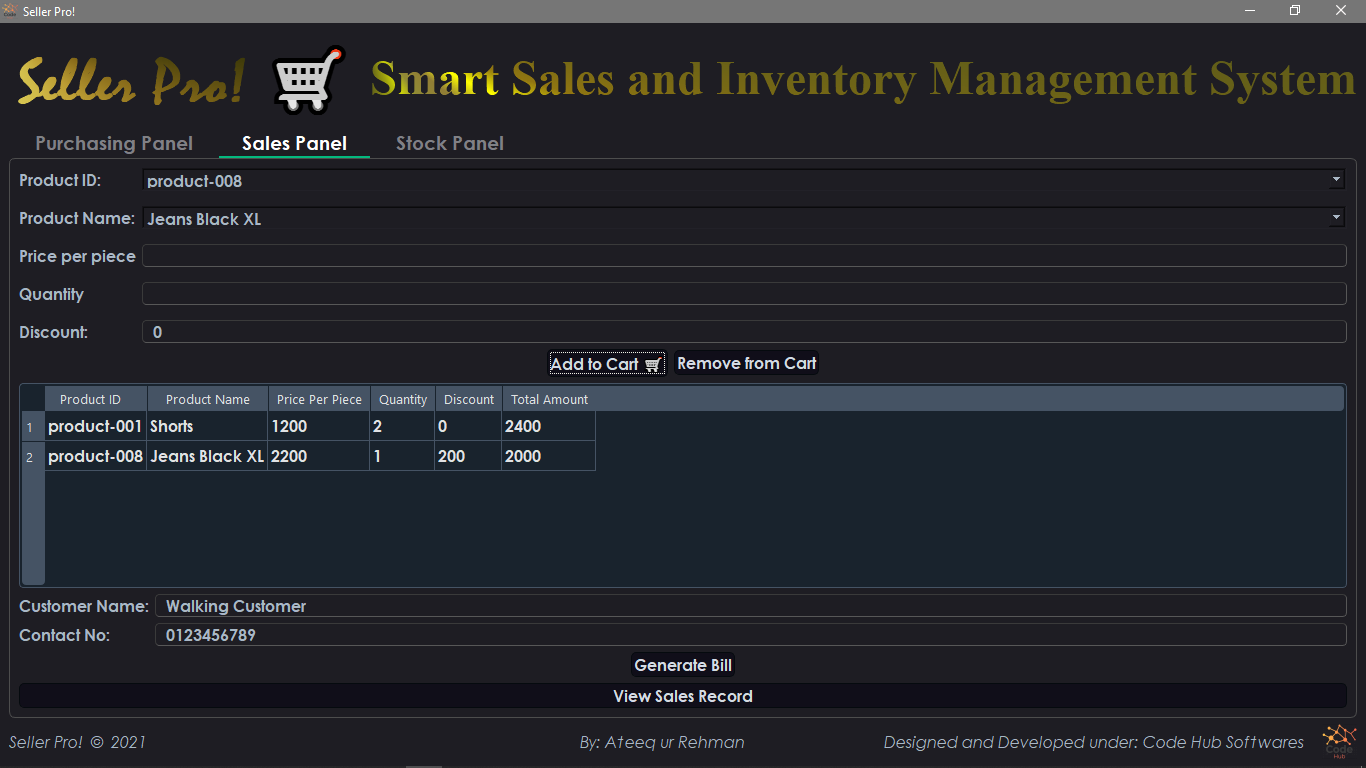 Seller Pro!
Seller Pro! Smart Sales and Inventory Management System
Purchasing Panel Sales Panel Stock Panel
Product ID: product-008
Product Name: Jeans Black XL
Price per piece
Quantity
Discount: 0
Add to Cart Remove from Cart
Product ID Product Name Price Per Piece Quantity Discount Total Amount
1 product-001 Shorts 1200 2 0 2400
2 product-008 Jeans Black XL 2200 1 200 2000
Customer Name: Walking Customer
Contact No: 0123456789
Generate Bill
View Sales Record
Seller Pro! © 2021 By: Ateeq ur Rehman Designed and Developed under: Code Hub Softwares
Code
Hub